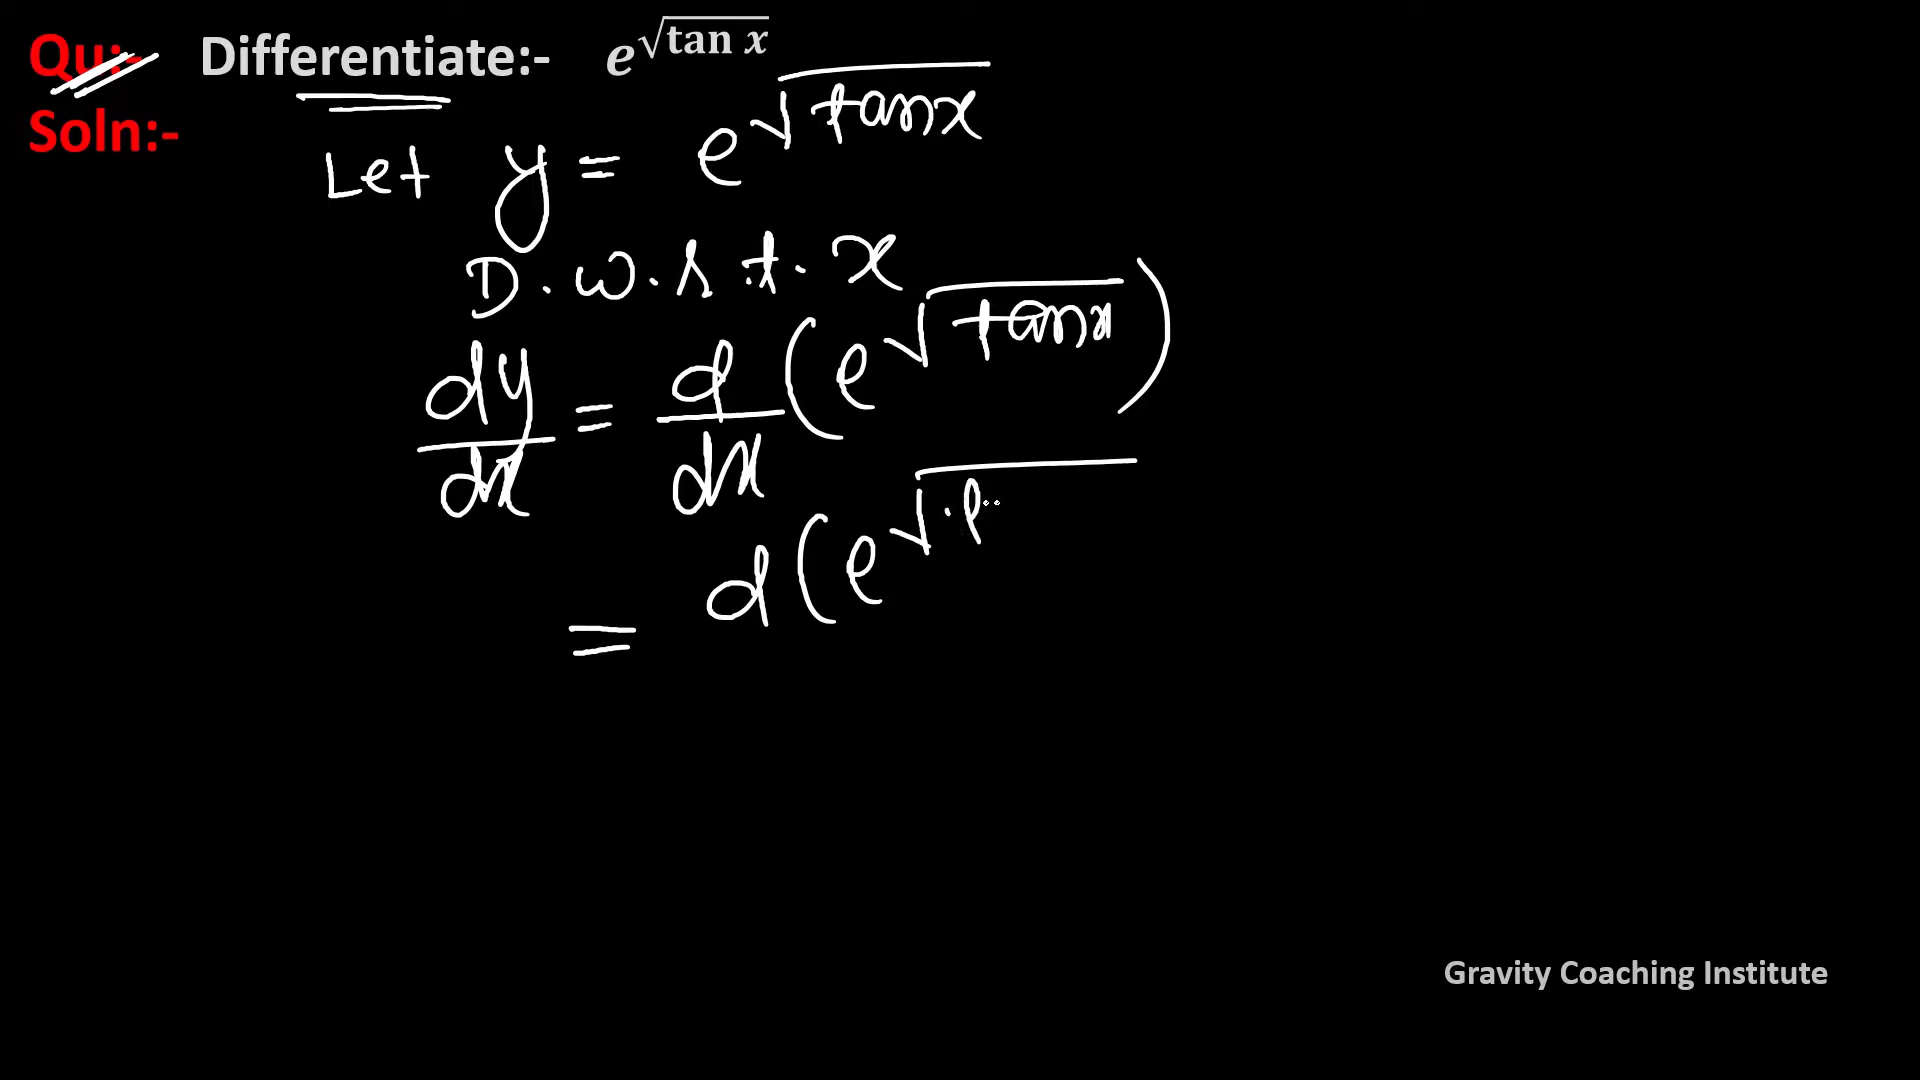 Qu:- Differentiate:- e^√(tan x)
Soln:-
Let y = e^√(tanx)
D.w.r.t. x
dy/dx = d/dx (e^√(tanx))
= d(e^√
Gravity Coaching Institute